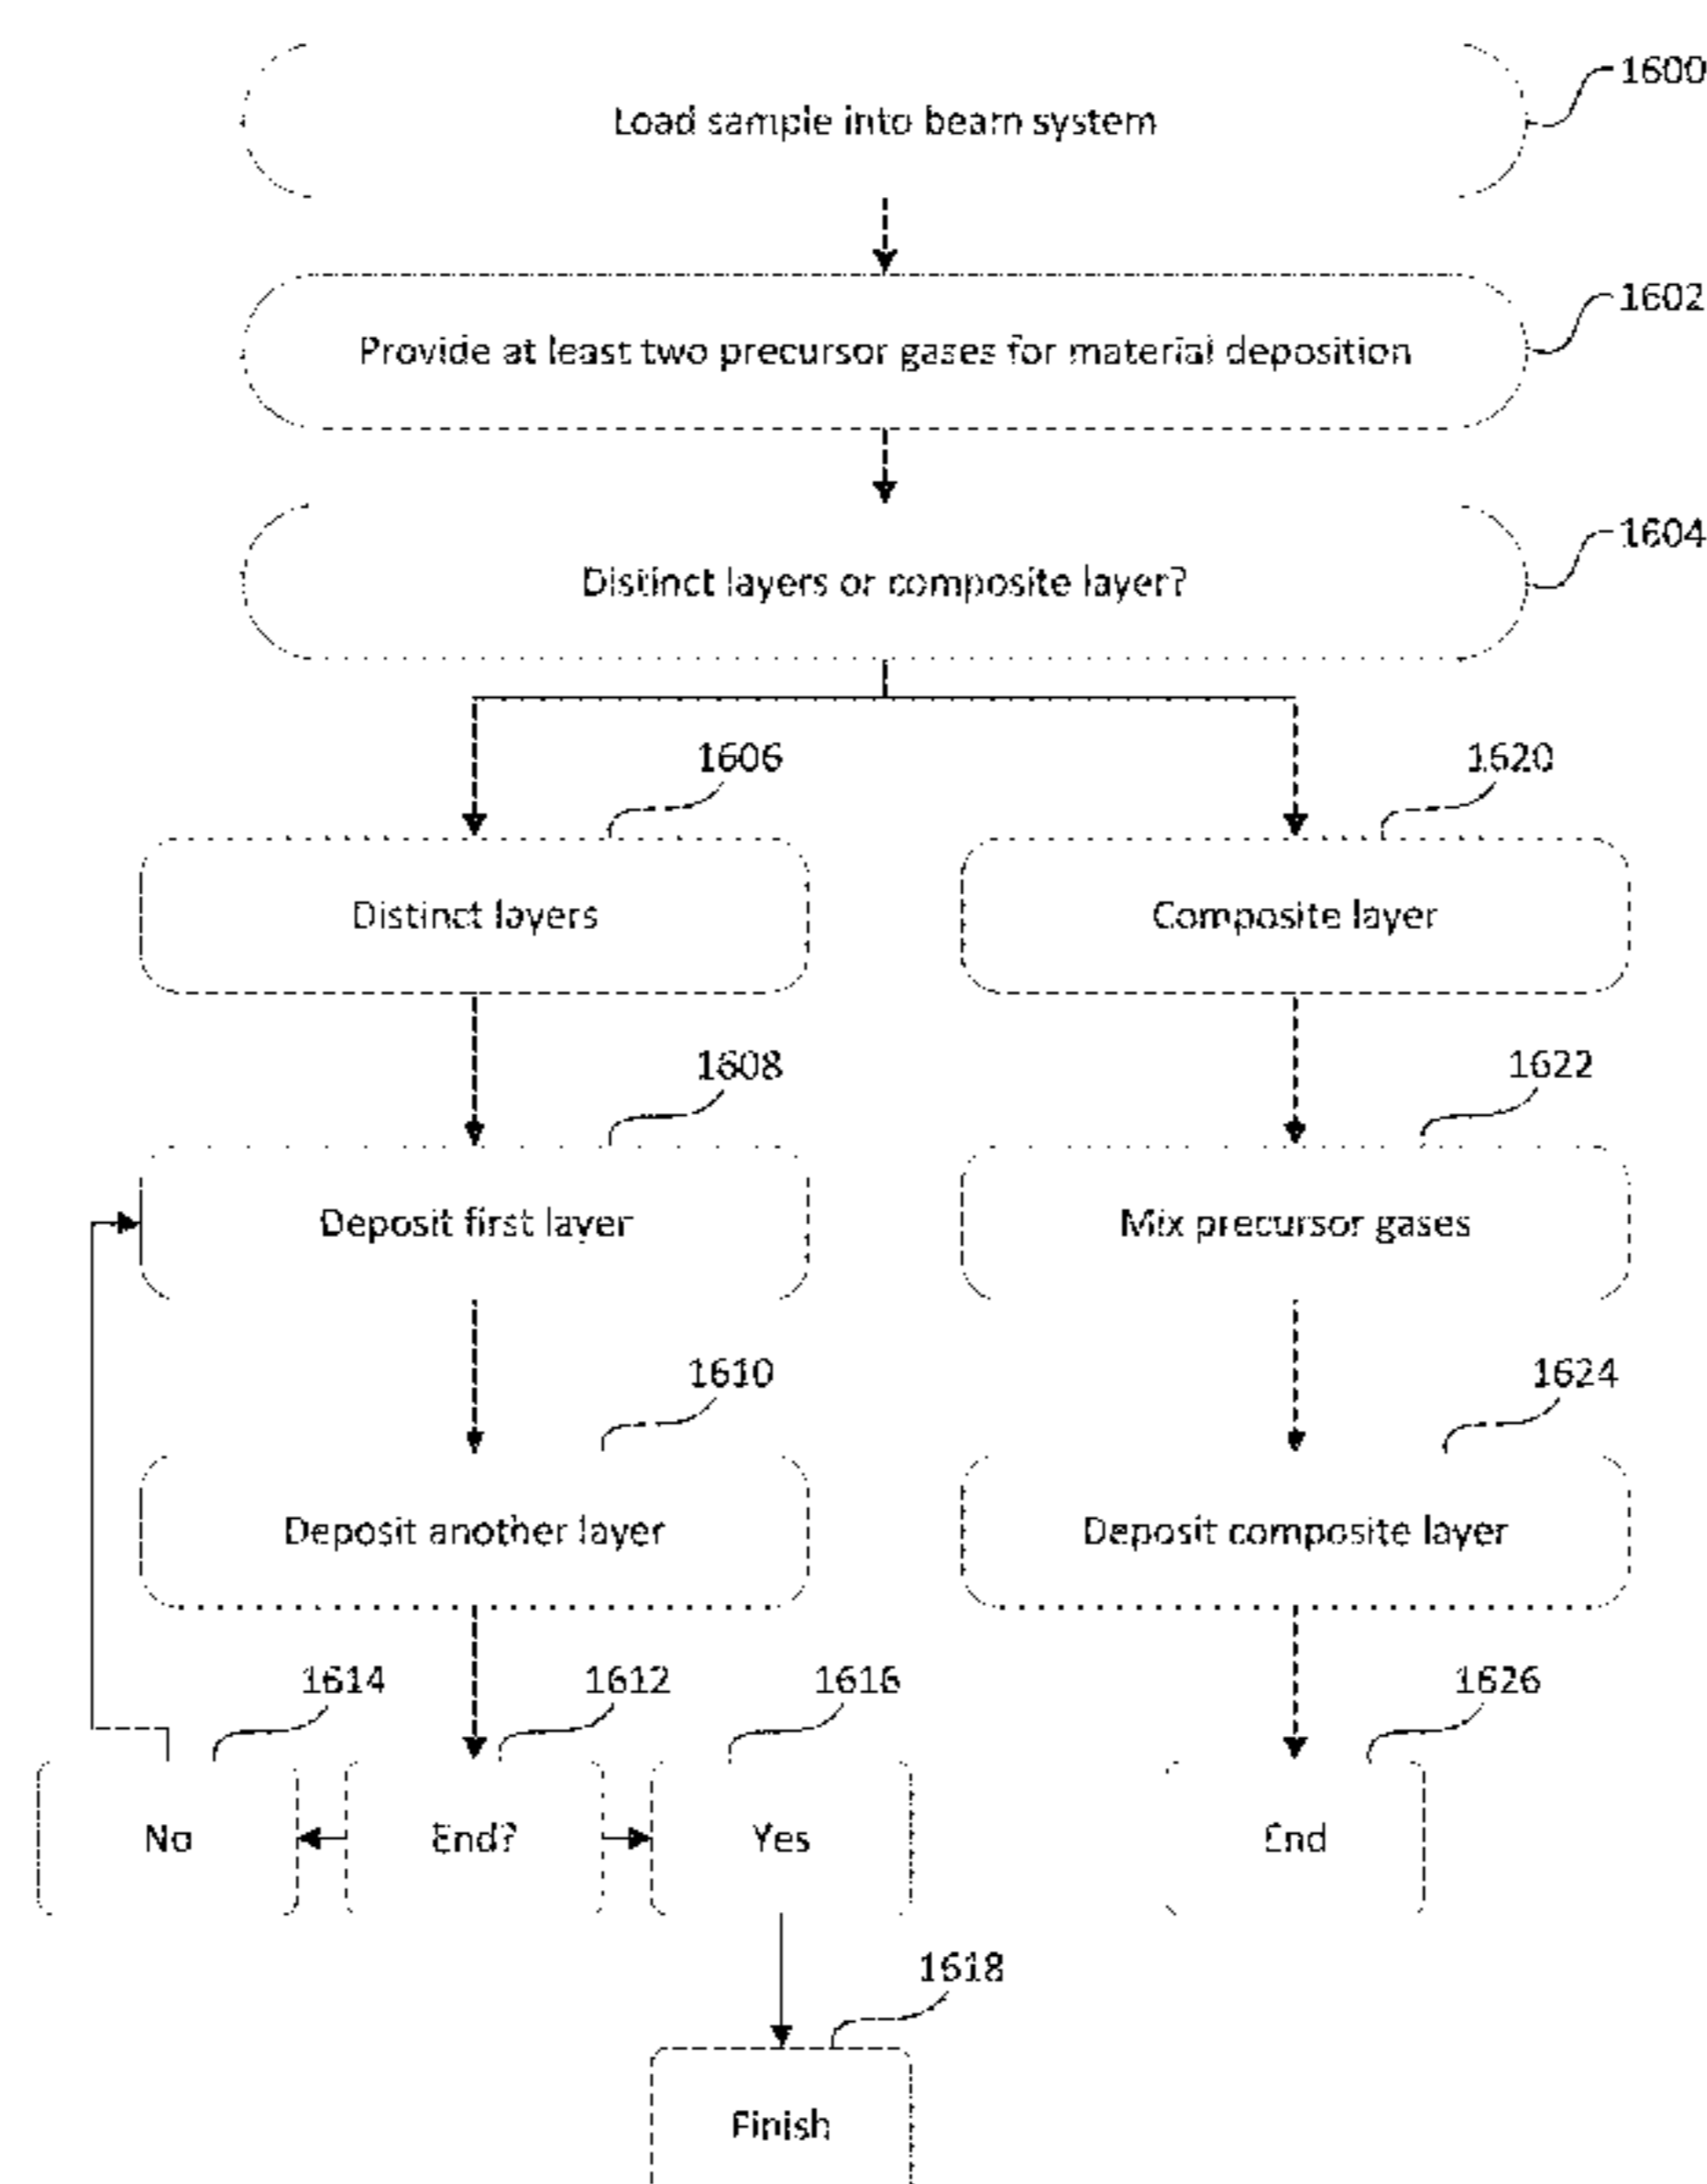 1600
Load sample into beam system
1602
Provide at least two precursor gases for material deposition
1604
Distinct layers or composite layer?
1606
1620
Distinct layers
Composite layer
1608
1622
Deposit first layer
Mix precursor gases
1610
1624
Deposit another layer
Deposit composite layer
1614
1612
1616
1626
No
End?
Yes
End
1618
Finish